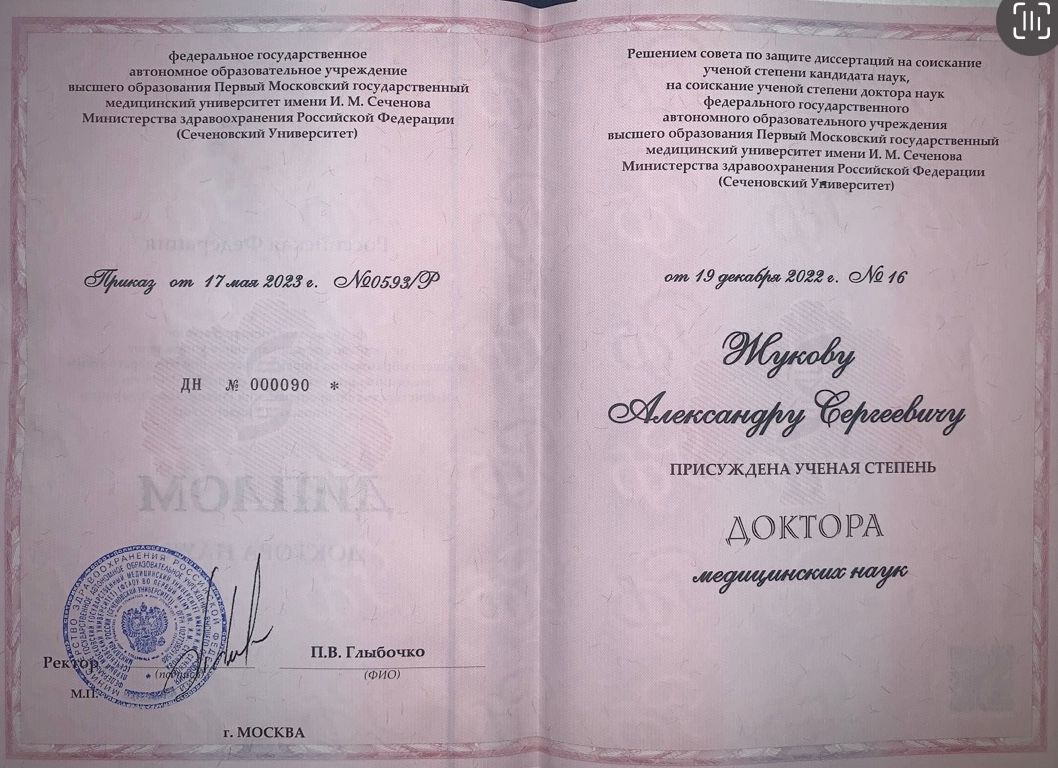 федеральное государственное
автономное образовательное учреждение
высшего образования Первый Московский государственный
медицинский университет имени И. М. Сеченова
Министерства здравоохранения Российской Федерации
(Сеченовский Университет)
Приказ от 17 мая 2023 г. №0593/Р
ДН № 000090 *
ДИПЛОМ
ДОКТОРА НАУК
Ректор
(подпись)
П.В. Глыбочко
(ФИО)
М.П.
г. МОСКВА
Решением совета по защите диссертаций на соискание
ученой степени кандидата наук,
на соискание ученой степени доктора наук
федерального государственного
автономного образовательного учреждения
высшего образования Первый Московский государственный
медицинский университет имени И. М. Сеченова
Министерства здравоохранения Российской Федерации
(Сеченовский Университет)
от 19 декабря 2022 г. № 16
Жукову
Александру Сергеевичу
ПРИСУЖДЕНА УЧЕНАЯ СТЕПЕНЬ
ДОКТОРА
медицинских наук